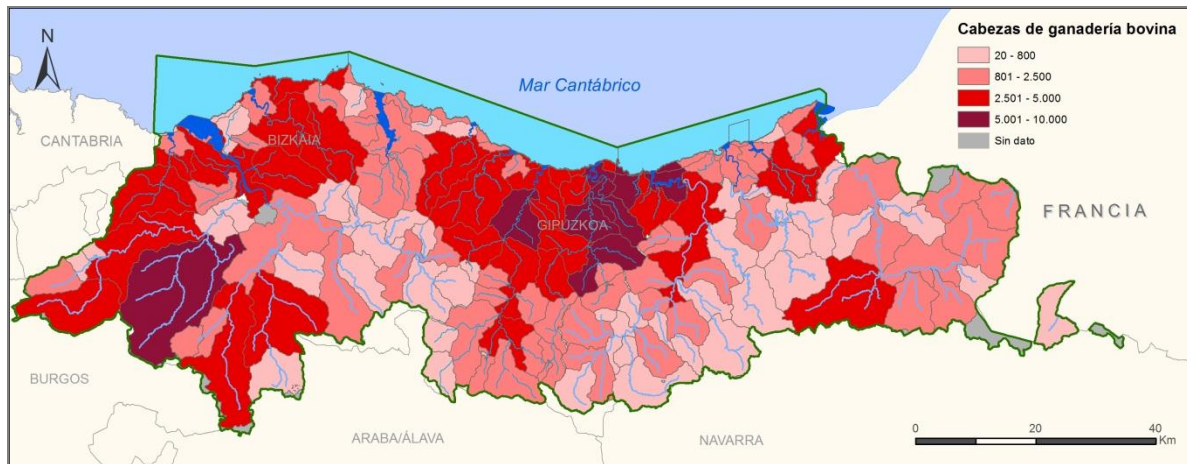 N
Mar Cantábrico
CANTABRIA
BIZKAIA
GIPUZKOA
FRANCIA
BURGOS
ARABA/ÁLAVA
NAVARRA
Cabezas de ganadería bovina
20 - 800
801 - 2.500
2.501 - 5.000
5.001 - 10.000
Sin dato
0 20 40
Km